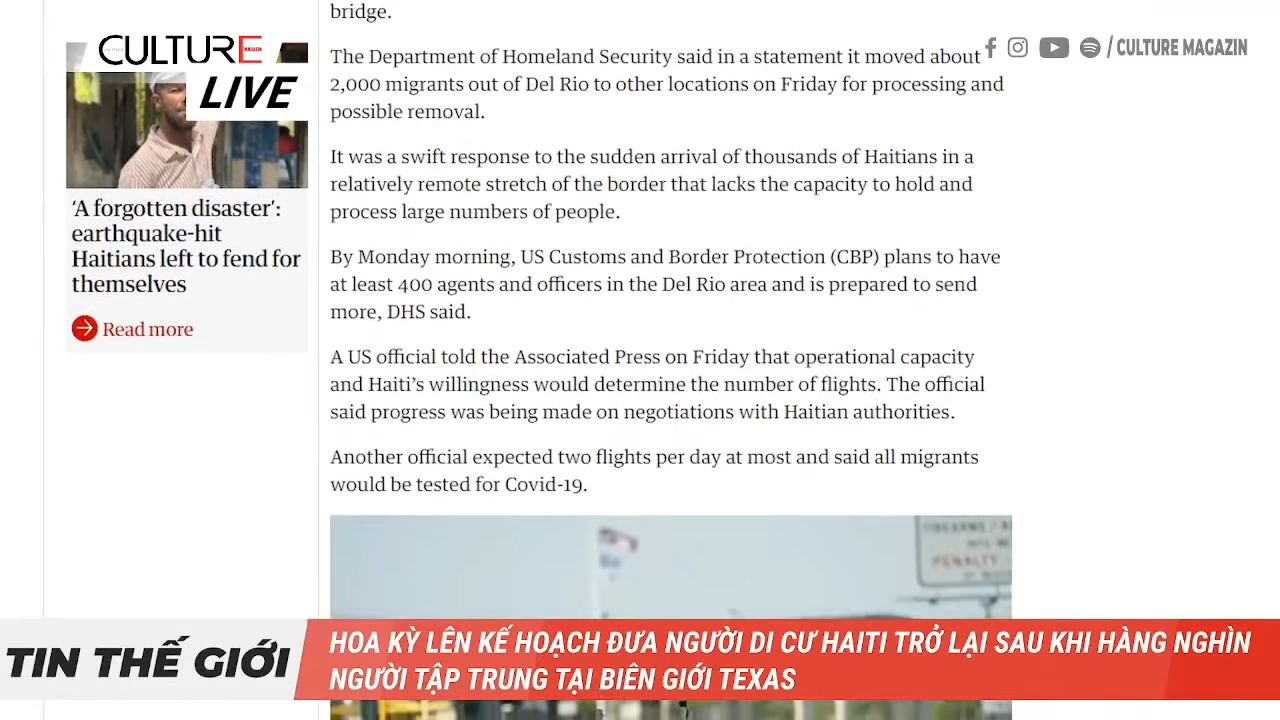 bridge.
CULTURE
MAGAZIN
LIVE
/ CULTURE MAGAZIN
The Department of Homeland Security said in a statement it moved about
2,000 migrants out of Del Rio to other locations on Friday for processing and
possible removal.
It was a swift response to the sudden arrival of thousands of Haitians in a
relatively remote stretch of the border that lacks the capacity to hold and
process large numbers of people.
‘A forgotten disaster’:
earthquake-hit
Haitians left to fend for
themselves
Read more
By Monday morning, US Customs and Border Protection (CBP) plans to have
at least 400 agents and officers in the Del Rio area and is prepared to send
more, DHS said.
A US official told the Associated Press on Friday that operational capacity
and Haiti’s willingness would determine the number of flights. The official
said progress was being made on negotiations with Haitian authorities.
Another official expected two flights per day at most and said all migrants
would be tested for Covid-19.
PENALTY
TIN THẾ GIỚI
HOA KỲ LÊN KẾ HOẠCH ĐƯA NGƯỜI DI CƯ HAITI TRỞ LẠI SAU KHI HÀNG NGHÌN
NGƯỜI TẬP TRUNG TẠI BIÊN GIỚI TEXAS